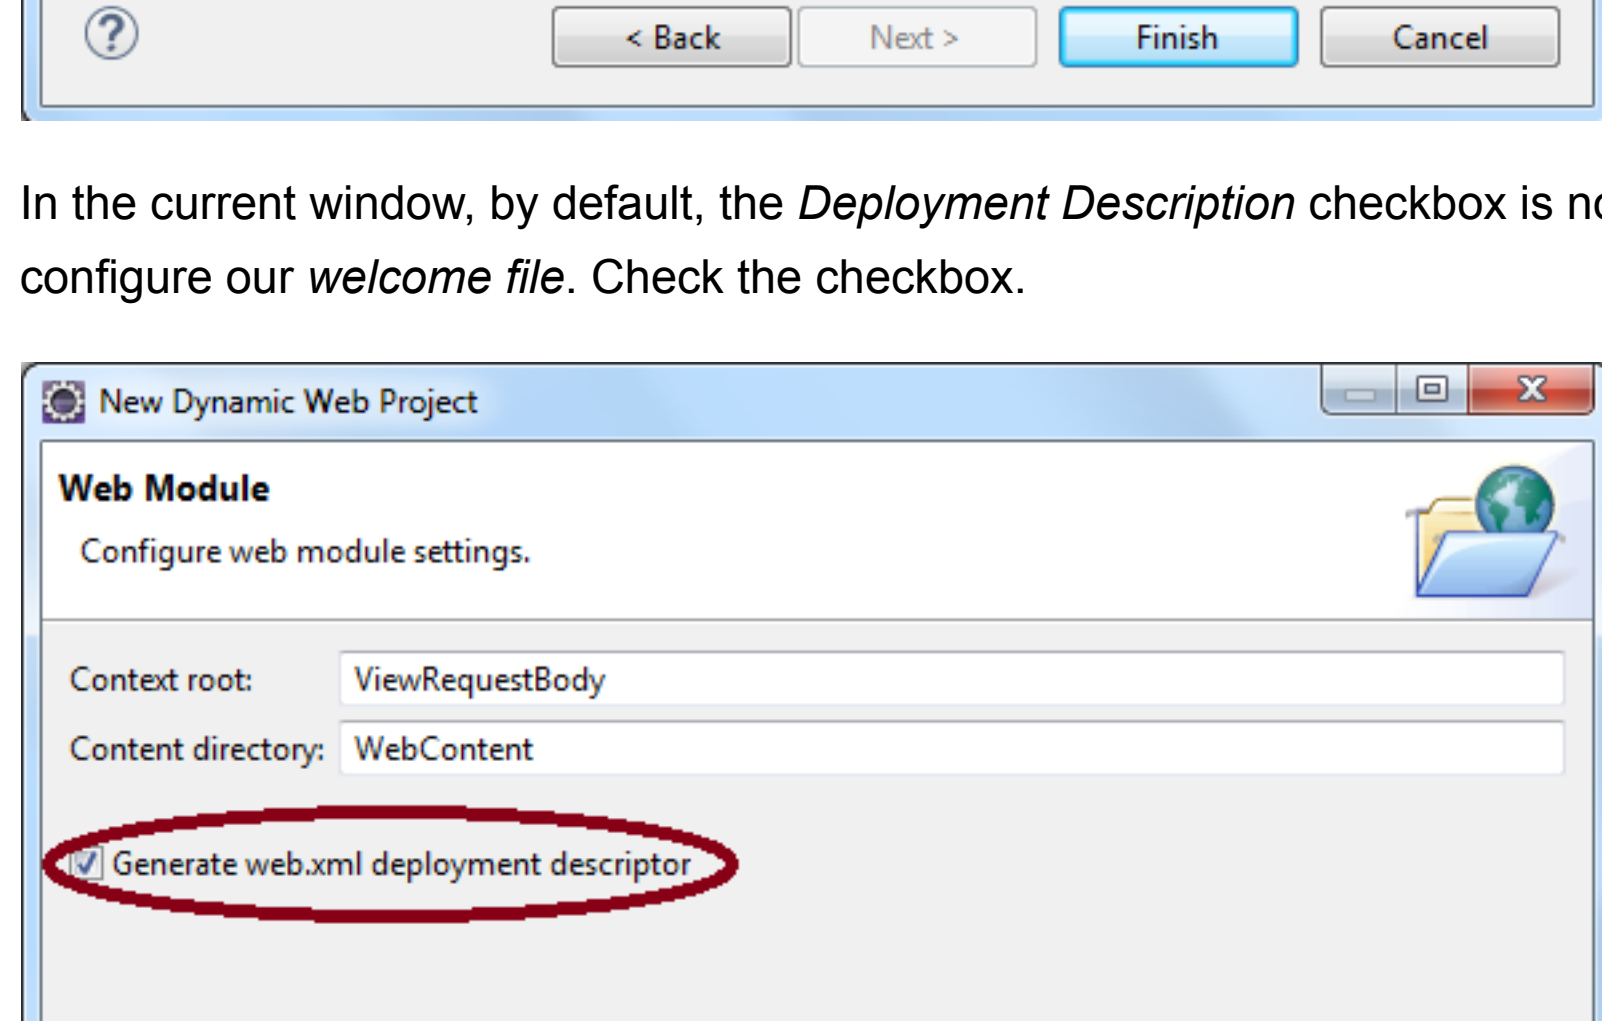 ?
< Back Next > Finish Cancel
In the current window, by default, the Deployment Description checkbox is
configure our welcome file. Check the checkbox.
New Dynamic Web Project
Web Module
Configure web module settings.
Context root: ViewRequestBody
Content directory: WebContent
Generate web.xml deployment descriptor